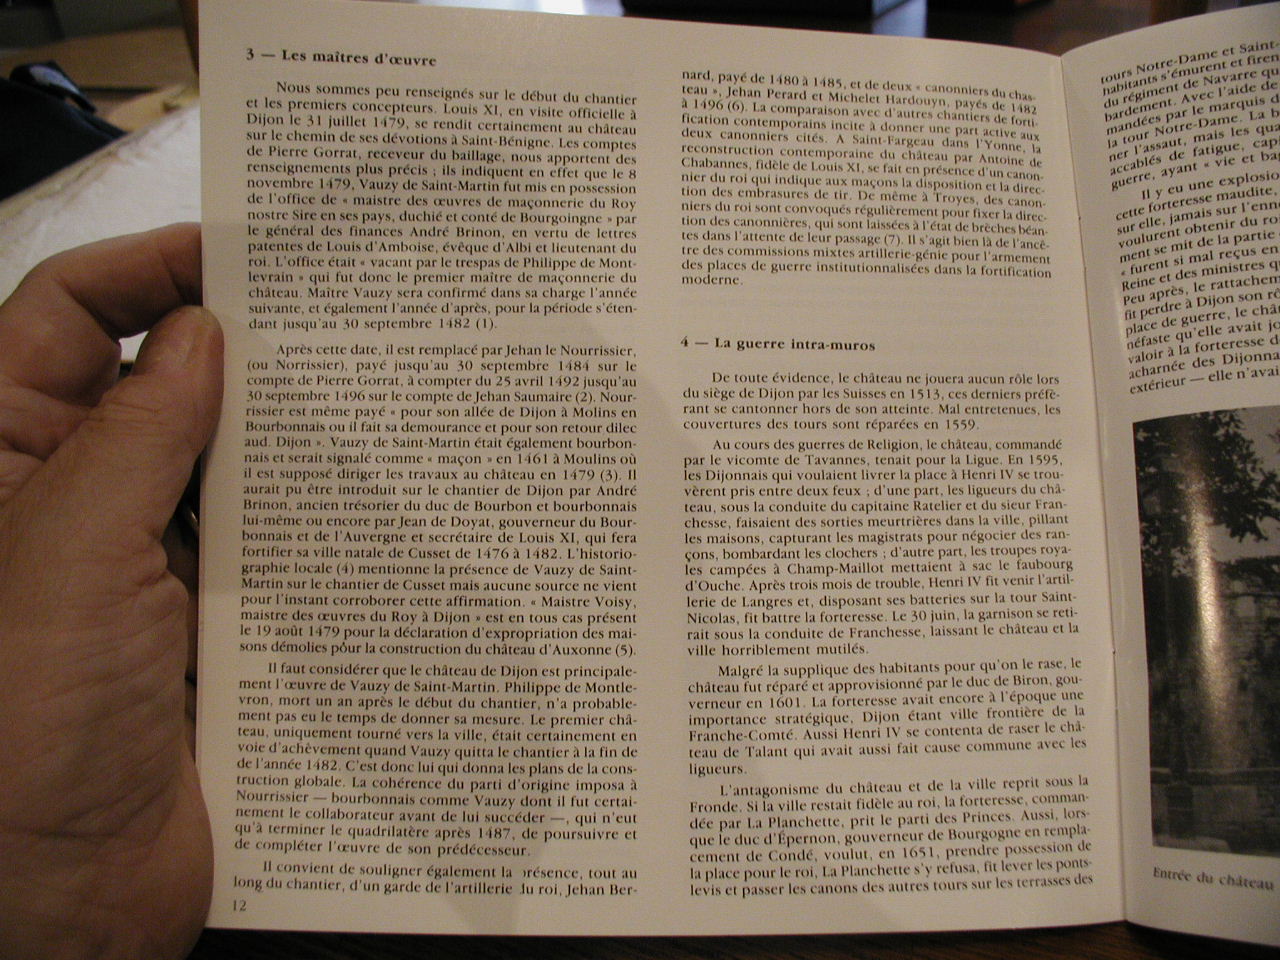 3 — Les maîtres d'œuvre
Nous sommes peu renseignés sur le début du chantier
et les premiers concepteurs. Louis XI, en visite officielle à
Dijon le 31 juillet 1479, se rendit certainement au château
sur le chemin de ses dévotions à Saint-Bénigne. Les comptes
de Pierre Gorrat, receveur du baillage, nous apportent des
renseignements plus précis ; ils indiquent en effet que le 8
novembre 1479, Vauzy de Saint-Martin fut mis en possession
de l'office de « maistre des œuvres de maçonnerie du Roy
nostre Sire en ses pays, duchié et conté de Bourgoingne » par
le général des finances André Brinon, en vertu de lettres
patentes de Louis d'Amboise, évêque d'Albi et lieutenant du
roi. L'office était « vacant par le trespas de Philippe de Mont-
levrain » qui fut donc le premier maître de maçonnerie du
château. Maître Vauzy sera confirmé dans sa charge l'année
suivante, et également l'année d'après, pour la période s'éten-
dant jusqu'au 30 septembre 1482 (1).
Après cette date, il est remplacé par Jehan le Nourrissier,
(ou Norrissier), payé jusqu'au 30 septembre 1484 sur le
compte de Pierre Gorrat, à compter du 25 avril 1492 jusqu'au
30 septembre 1496 sur le compte de Jehan Saumaire (2). Nour-
rissier est même payé « pour son allée de Dijon à Molins en
Bourbonnais ou il fait sa demourance et pour son retout dilec
aud. Dijon ». Vauzy de Saint-Martin était également bourbon-
nais et serait signalé comme « maçon » en 1461 à Moulins où
il est supposé diriger les travaux au château en 1479 (3). Il
aurait pu être introduit sur le chantier de Dijon par André
Brinon, ancien trésorier du duc de Bourbon et bourbonnais
lui-même ou encore par Jean de Doyat, gouverneur du Bour-
bonnais et de l'Auvergne et secrétaire de Louis XI, qui fera
fortifier sa ville natale de Cusset de 1476 à 1482. L'historio-
graphie locale (4) mentionne la présence de Vauzy de Saint-
Martin sur le chantier de Cusset mais aucune source ne vient
pour l'instant corroborer cette affirmation. « Maistre Voisy,
maistre des œuvres du Roy à Dijon » est en tous cas présent
le 19 août 1479 pour la déclaration d'expropriation des mai-
sons démolies pour la construction du château d'Auxonne (5).
Il faut considérer que le château de Dijon est principale-
ment l'œuvre de Vauzy de Saint-Martin. Philippe de Montle-
vron, mort un an après le début du chantier, n'a probable-
ment pas eu le temps de donner sa mesure. Le premier châ-
teau, uniquement tourné vers la ville, était certainement en
voie d'achèvement quand Vauzy quitta le chantier à la fin de
de l'année 1482. C'est donc lui qui donna les plans de la cons-
truction globale. La cohérence du parti d'origine imposa à
Nourrissier — bourbonnais comme Vauzy dont il fut certai-
nement le collaborateur avant de lui succéder —, qui n'eut
qu'à terminer le quadrilatère après 1487, de poursuivre et
de compléter l'œuvre de son prédécesseur.
Il convient de souligner également la présence, tout au
long du chantier, d'un garde de l'artillerie du roi, Jehan Ber-
12
nard, payé de 1480 à 1485, et de deux « canonniers du chas-
teau », Jehan Perard et Michelet Hardouyn, payés de 1482
à 1496 (6). La comparaison avec d'autres chantiers de forti-
fication contemporains incite à donner une part active aux
deux canonniers cités. A Saint-Fargeau dans l'Yonne, la
reconstruction contemporaine du château par Antoine de
Chabannes, fidèle de Louis XI, se fait en présence d'un canon-
nier du roi qui indique aux maçons la disposition et la direc-
tion des embrasures de tir. De même à Troyes, des canon-
niers du roi sont convoqués régulièrement pour fixer la direc-
tion des canonnières, qui sont laissées à l'état de brèches béan-
tes dans l'attente de leur passage (7). Il s'agit bien là de l'ancê-
tre des commissions mixtes artillerie-génie pour l'armement
des places de guerre institutionnalisées dans la fortification
moderne.
4 — La guerre intra-muros
De toute évidence, le château ne jouera aucun rôle lors
du siège de Dijon par les Suisses en 1513, ces derniers préfè-
rant se cantonner hors de son atteinte. Mal entretenues, les
couvertures des tours sont réparées en 1559.
Au cours des guerres de Religion, le château, commandé
par le vicomte de Tavannes, tenait pour la Ligue. En 1595,
les Dijonnais qui voulaient livrer la place à Henri IV se trou-
vèrent pris entre deux feux ; d'une part, les ligueurs du châ-
teau, sous la conduite du capitaine Ratelier et du sieur Fran-
chesse, faisaient des sorties meurtrières dans la ville, pillant
les maisons, capturant les magistrats pour négocier des ran-
çons, bombardant les clochers ; d'autre part, les troupes roya-
les campées à Champ-Maillot mettaient à sac le faubourg
d'Ouche. Après trois mois de trouble, Henri IV fit venir l'artil-
lerie de Langres et, disposant ses batteries sur la tour Saint-
Nicolas, fit battre la forteresse. Le 30 juin, la garnison se reti-
rait sous la conduite de Franchesse, laissant le château et la
ville horriblement mutilés.
Malgré la supplique des habitants pour qu'on le rase, le
château fut réparé et approvisionné par le duc de Biron, gou-
verneur en 1601. La forteresse avait encore à l'époque une
importance stratégique, Dijon étant ville frontière de la
Franche-Comté. Aussi Henri IV se contenta de raser le châ-
teau de Talant qui avait aussi fait cause commune avec les
ligueurs.
L'antagonisme du château et de la ville reprit sous la
Fronde. Si la ville restait fidèle au roi, la forteresse, comman-
dée par La Planchette, prit le parti des Princes. Aussi, lors-
que le duc d'Épernon, gouverneur de Bourgogne en rempla-
cement de Condé, voulut, en 1651, prendre possession de
la place pour le roi, La Planchette s'y refusa, fit lever les ponts-
levis et passer les canons des autres tours sur les terrasses des
tours Notre-Dame et Saint-
habitants s'émurent et firen
du régiment de Navarre qu
bardement. Avec l'aide de
mandées par le marquis d
la tour Notre-Dame. La b
ner l'assaut, mais les qua
accablés de fatigue, cap
guerre, ayant « vie et ba
Il y eu une explosio
cette forteresse maudite,
sur elle, jamais sur l'enn
voulurent obtenir du ro
ment se mit de la partie
« furent si mal reçus en
Reine et des ministres q
Peu après, le rattachem
fit perdre à Dijon son rô
place de guerre, le châ
néfaste qu'elle avait jo
valoir à la forteresse d
acharnée des Dijonna
extérieur — elle n'avai
Entrée du château